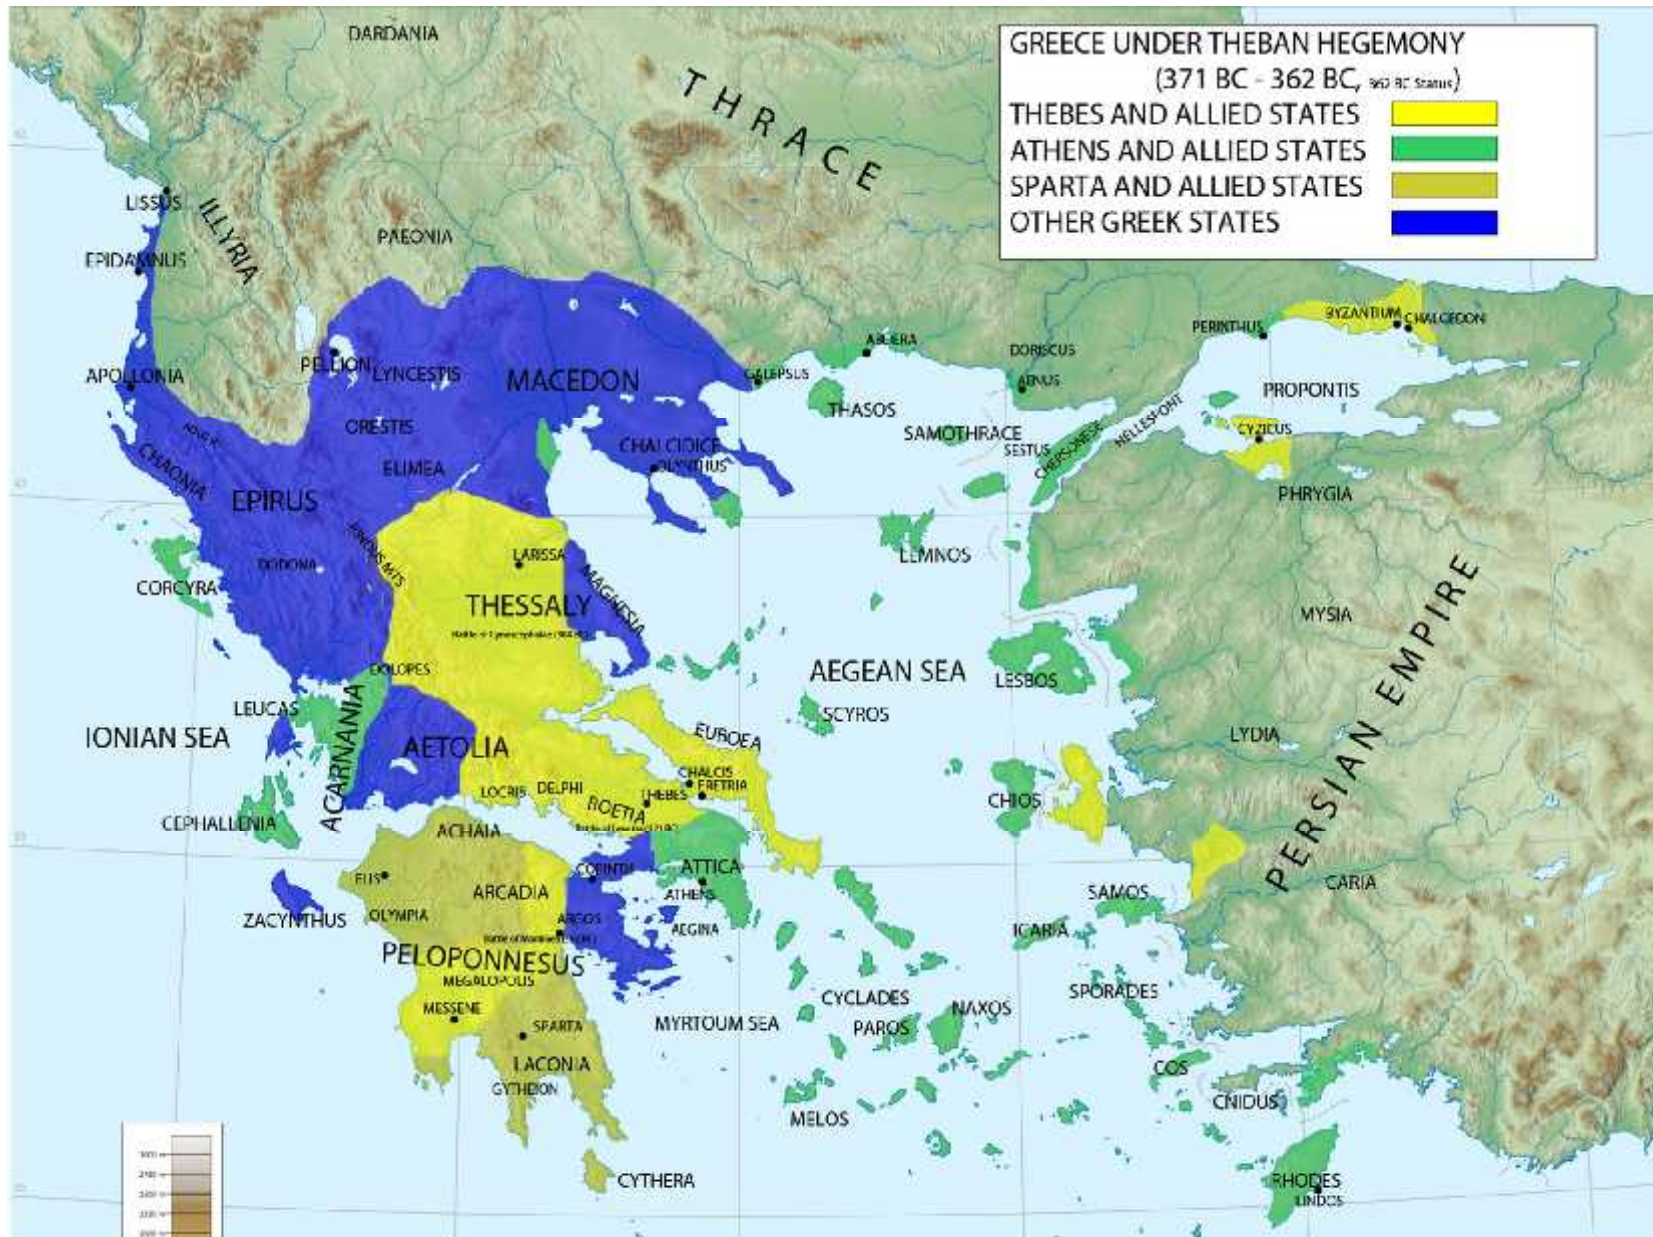 DARDANIA
THRACE
GREECE UNDER THEBAN HEGEMONY
(371 BC - 362 BC, 362 BC Status)
THEBES AND ALLIED STATES
ATHENS AND ALLIED STATES
SPARTA AND ALLIED STATES
OTHER GREEK STATES
LISSUS
ILLYRIA
PAEONIA
EPIDAMNUS
BYZANTIUM
CHALCEDON
PERINTHUS
ABDERA
DORISCUS
PELLION
LYNCESTIS
MACEDON
GALEPSUS
APOLLONIA
AENUS
PROPONTIS
THASOS
ORESTIS
SAMOTHRACE
HELLESPONT
CYZICUS
CHALCIDICE
SESTUS
CHERSONESE
CHAONIA
ELIMEA
OLYNTHUS
EPIRUS
PHRYGIA
LARISSA
LEMNOS
DODONA
CORCYRA
THESSALY
MAGNESIA
MYSIA
DOLOPES
AEGEAN SEA
LESBOS
PERSIAN EMPIRE
LEUCAS
SCYROS
IONIAN SEA
ACARNANIA
AETOLIA
EUBOEA
LYDIA
CHALCIS
ERETRIA
LOCRIS
DELPHI
THEBES
BOETIA
CHIOS
CEPHALLENIA
ACHAIA
CORINTH
ATTICA
ELIS
ARCADIA
ATHENS
SAMOS
CARIA
ZACYNTHUS
OLYMPIA
ARGOS
AEGINA
ICARIA
PELOPONNESUS
MEGALOPOLIS
SPORADES
MESSENE
CYCLADES
NAXOS
SPARTA
MYRTOUM SEA
PAROS
LACONIA
COS
GYTHEION
CNIDUS
MELOS
CYTHERA
RHODES
LINDOS